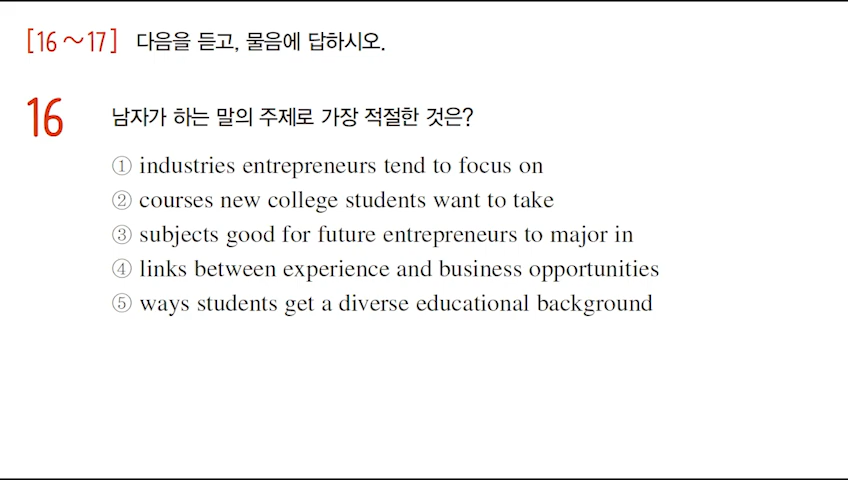 [16~17] 다음을 듣고, 물음에 답하시오.
16 남자가 하는 말의 주제로 가장 적절한 것은?
① industries entrepreneurs tend to focus on
② courses new college students want to take
③ subjects good for future entrepreneurs to major in
④ links between experience and business opportunities
⑤ ways students get a diverse educational background